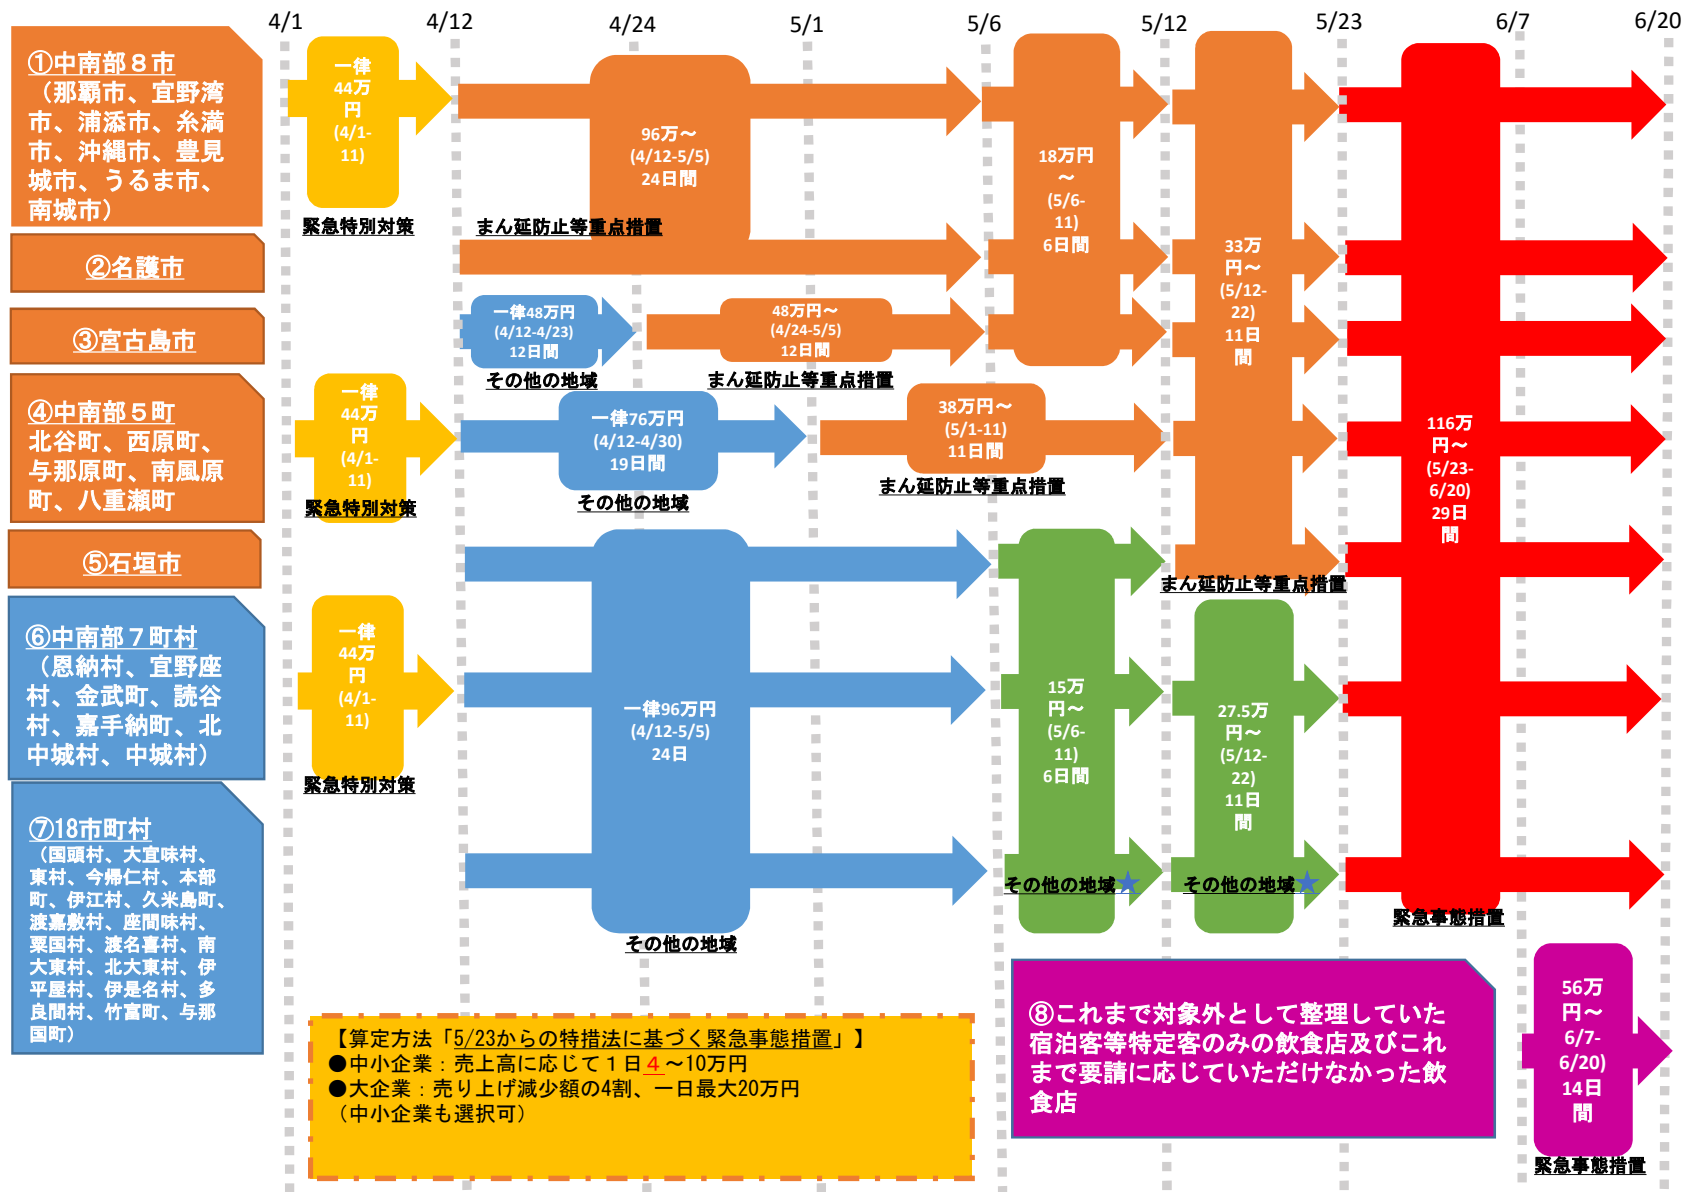 4/1
4/12
4/24
5/1
5/6
5/12
5/23
6/7
6/20
①中南部８市
（那覇市、宜野湾
市、浦添市、糸満
市、沖縄市、豊見
城市、うるま市、
南城市）
一律
44万
円
(4/1-
11)
緊急特別対策
96万～
(4/12-5/5)
24日間
まん延防止等重点措置
18万円
～
(5/6-
11)
6日間
33万
円～
(5/12-
22)
11日
間
116万
円～
(5/23-
6/20)
29日
間
②名護市
③宮古島市
一律48万円
(4/12-4/23)
12日間
その他の地域
48万円～
(4/24-5/5)
12日間
まん延防止等重点措置
④中南部５町
北谷町、西原町、
与那原町、南風原
町、八重瀬町
一律
44万
円
(4/1-
11)
緊急特別対策
一律76万円
(4/12-4/30)
19日間
その他の地域
38万円～
(5/1-11)
11日間
まん延防止等重点措置
⑤石垣市
まん延防止等重点措置
⑥中南部７町村
（恩納村、宜野座
村、金武町、読谷
村、嘉手納町、北
中城村、中城村）
一律
44万
円
(4/1-
11)
緊急特別対策
一律96万円
(4/12-5/5)
24日
その他の地域
15万
円～
(5/6-
11)
6日間
その他の地域★
27.5万
円～
(5/12-
22)
11日
間
その他の地域★
緊急事態措置
⑦18市町村
（国頭村、大宜味村、
東村、今帰仁村、本部
町、伊江村、久米島町、
渡嘉敷村、座間味村、
粟国村、渡名喜村、南
大東村、北大東村、伊
平屋村、伊是名村、多
良間村、竹富町、与那
国町）
【算定方法「5/23からの特措法に基づく緊急事態措置」】
●中小企業：売上高に応じて１日４～10万円
●大企業：売り上げ減少額の4割、一日最大20万円
（中小企業も選択可）
⑧これまで対象外として整理していた
宿泊客等特定客のみの飲食店及びこれ
まで要請に応じていただけなかった飲
食店
56万
円～
6/7-
6/20)
14日
間
緊急事態措置